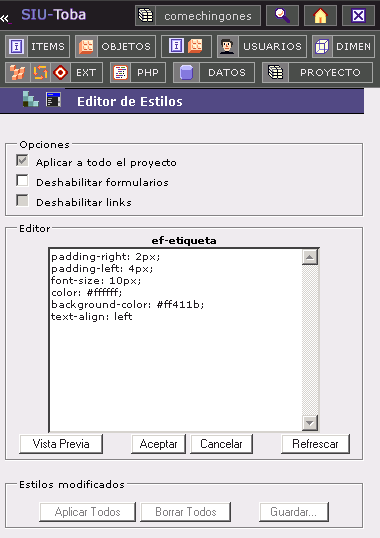 « SIU-Toba comechingones
ITEMS OBJETOS USUARIOS DIMEN
EXT PHP DATOS PROYECTO
Editor de Estilos
Opciones
Aplicar a todo el proyecto
Deshabilitar formularios
Deshabilitar links
Editor
ef-etiqueta
padding-right: 2px;
padding-left: 4px;
font-size: 10px;
color: #ffffff;
background-color: #ff411b;
text-align: left
Vista Previa Aceptar Cancelar Refrescar
Estilos modificados
Aplicar Todos Borrar Todos Guardar...